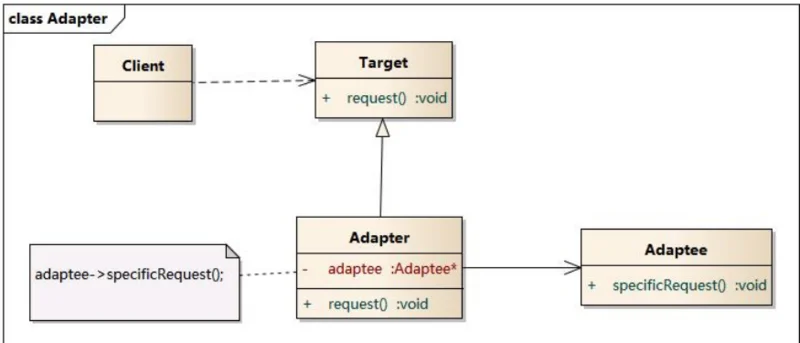 class Adapter
Client
Target
+ request() :void
adaptee->specificRequest();
Adapter
- adaptee :Adaptee*
+ request() :void
Adaptee
+ specificRequest() :void